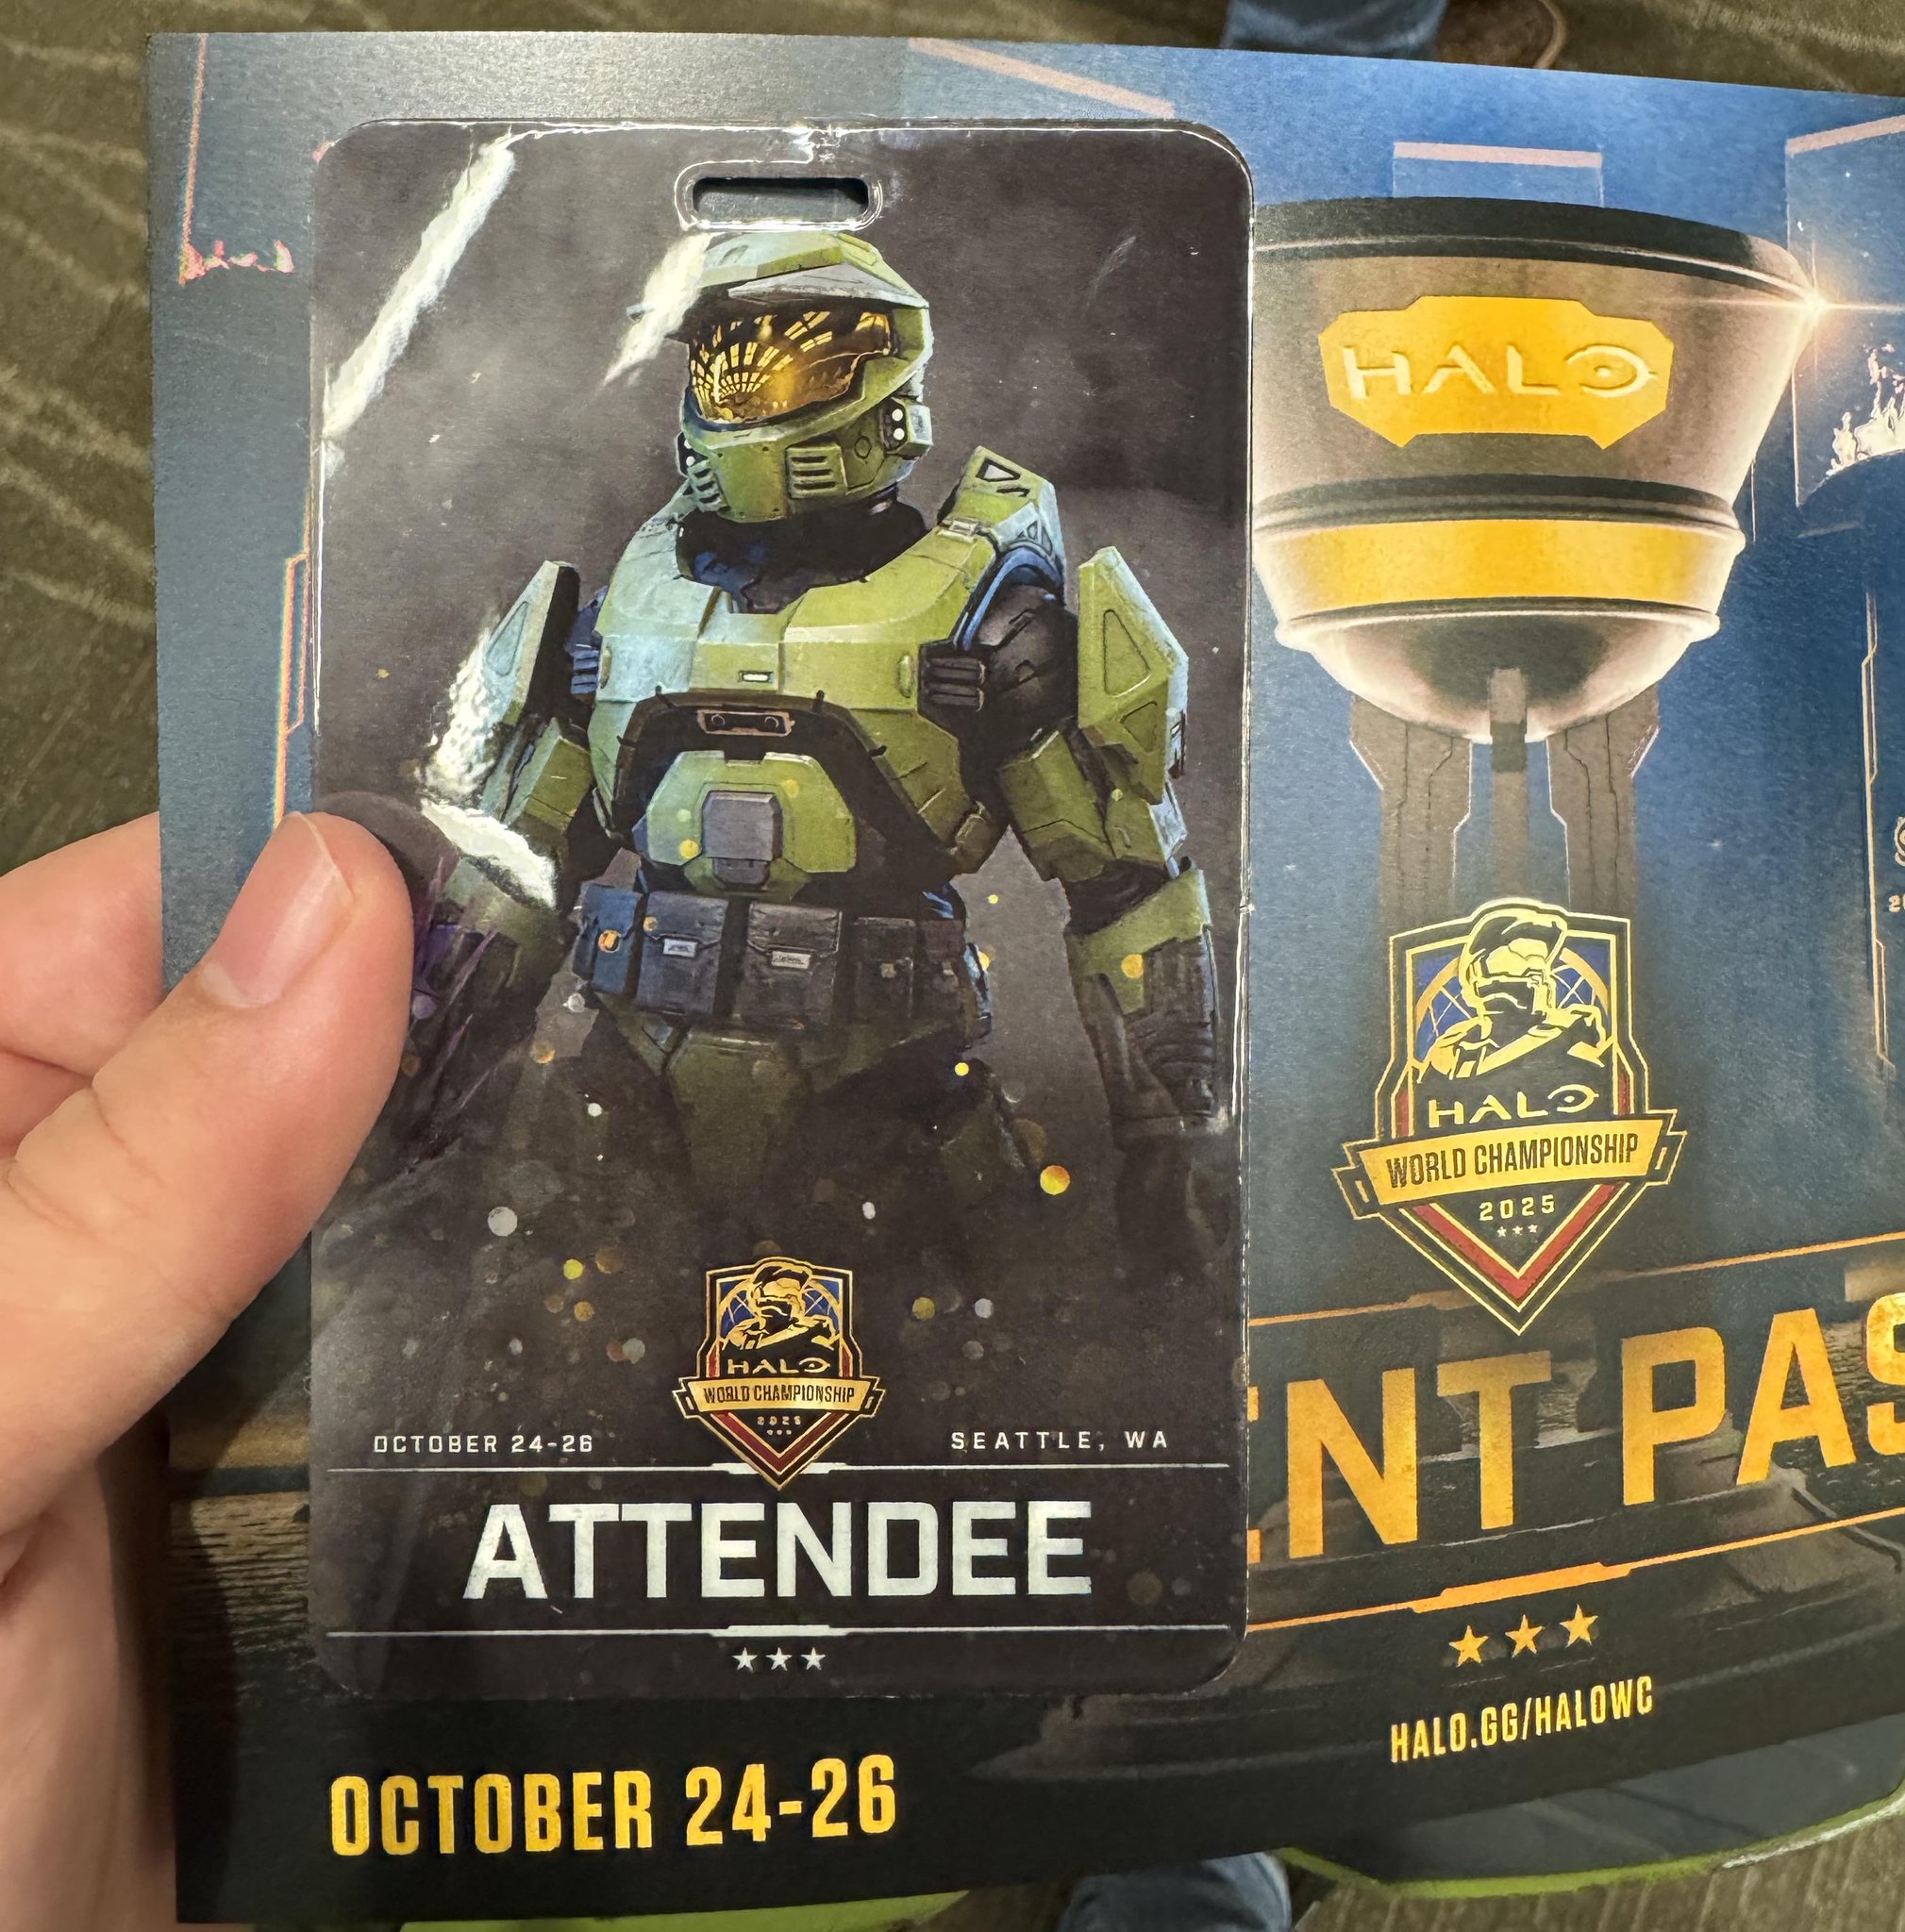 HALO
HALO
WORLD CHAMPIONSHIP
2025
HALO
WORLD CHAMPIONSHIP
2025
OCTOBER 24-26
SEATTLE, WA
ATTENDEE
ENT PAS
HALO.GG/HALOWC
OCTOBER 24-26